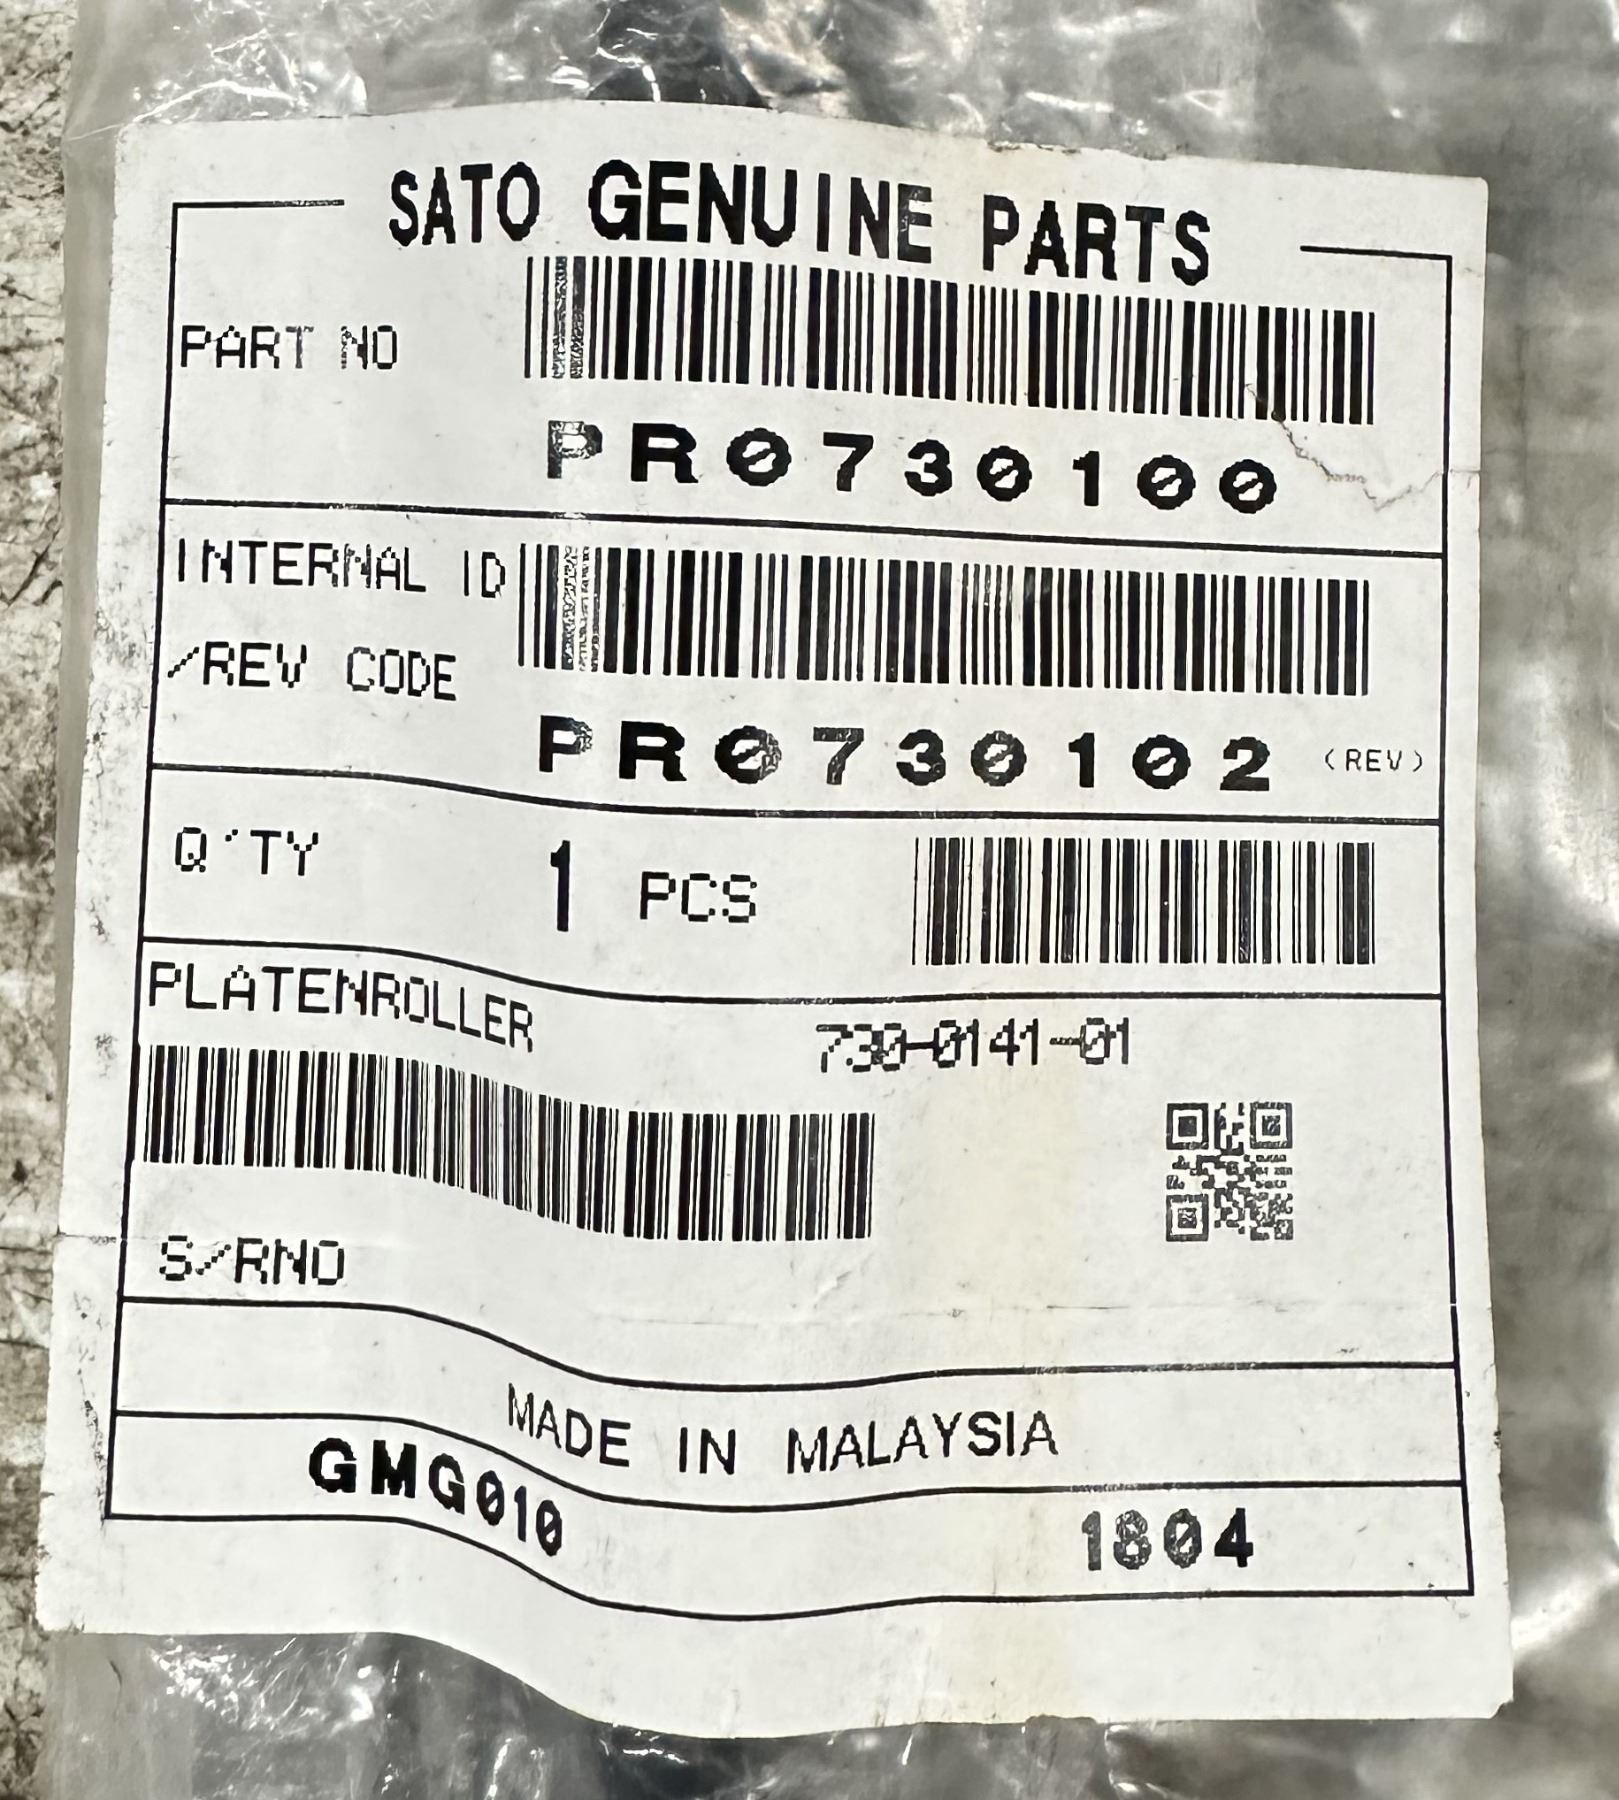 SATO GENUINE PARTS
PART NO
PR0730100
INTERNAL ID
/REV CODE
PR0730102 (REV)
Q'TY 1 PCS
PLATENROLLER 730-0141-01
S/RNO
MADE IN MALAYSIA
GMG010 1804